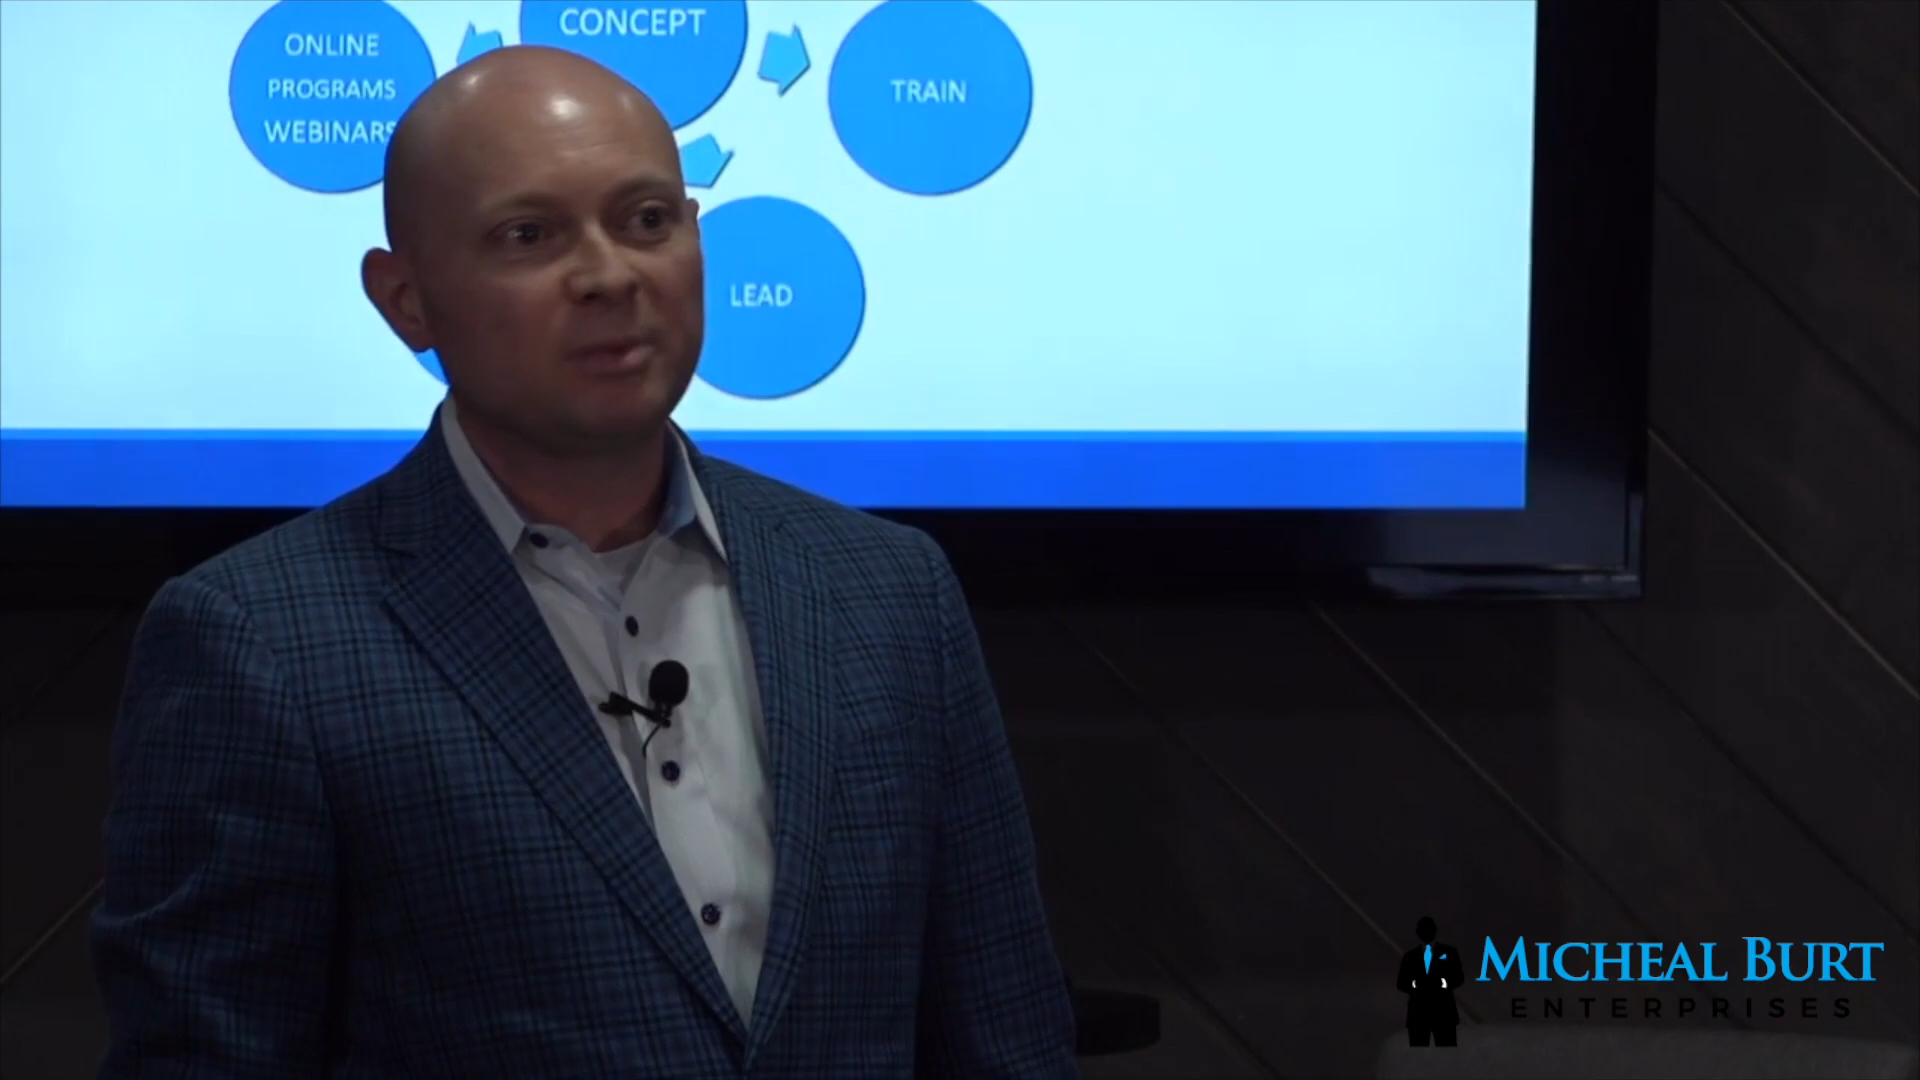 CONCEPT
ONLINE
PROGRAMS
WEBINARS
TRAIN
LEAD
MICHEAL BURT
ENTERPRISES